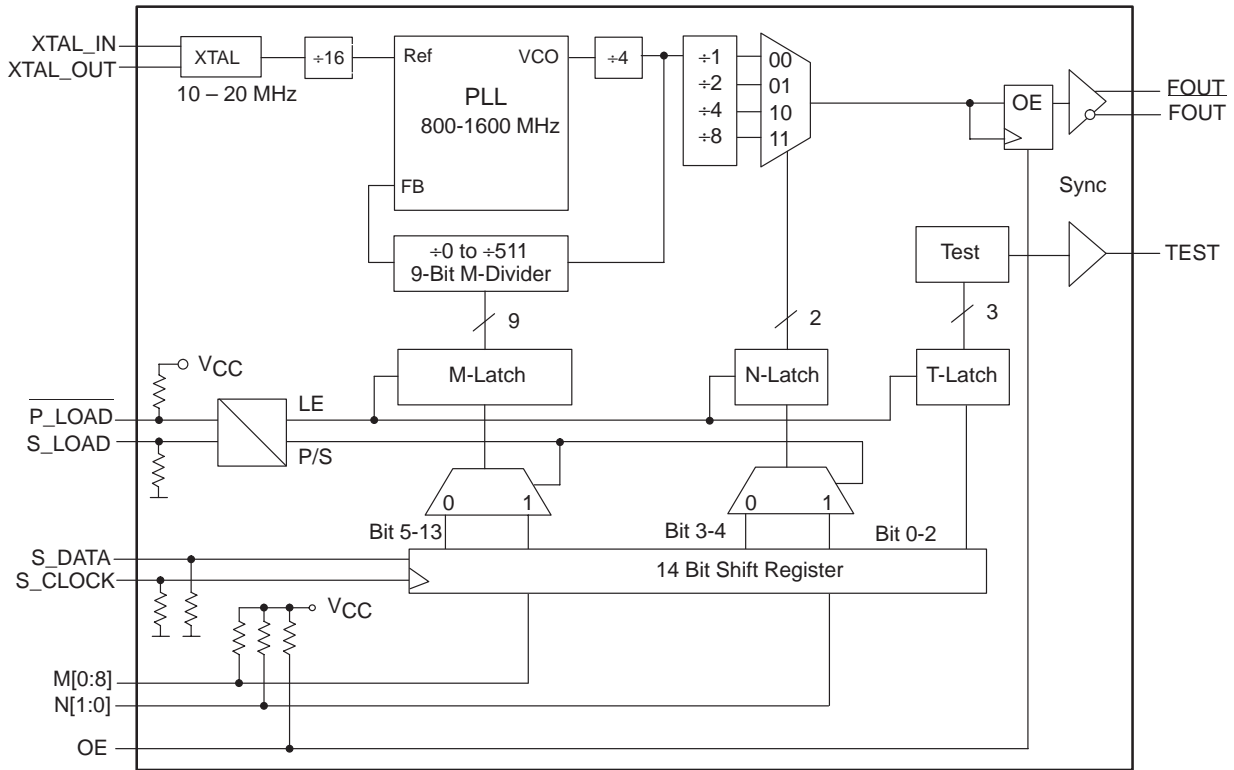 XTAL_IN
XTAL_OUT
XTAL
10 – 20 MHz
÷16
Ref
VCO
PLL
800-1600 MHz
FB
÷4
÷1
÷2
÷4
÷8
00
01
10
11
OE
FOUT
FOUT
Sync
÷0 to ÷511
9-Bit M-Divider
Test
TEST
9
2
3
VCC
M-Latch
N-Latch
T-Latch
P_LOAD
LE
S_LOAD
P/S
0
1
0
1
Bit 5-13
Bit 3-4
Bit 0-2
S_DATA
S_CLOCK
14 Bit Shift Register
VCC
M[0:8]
N[1:0]
OE